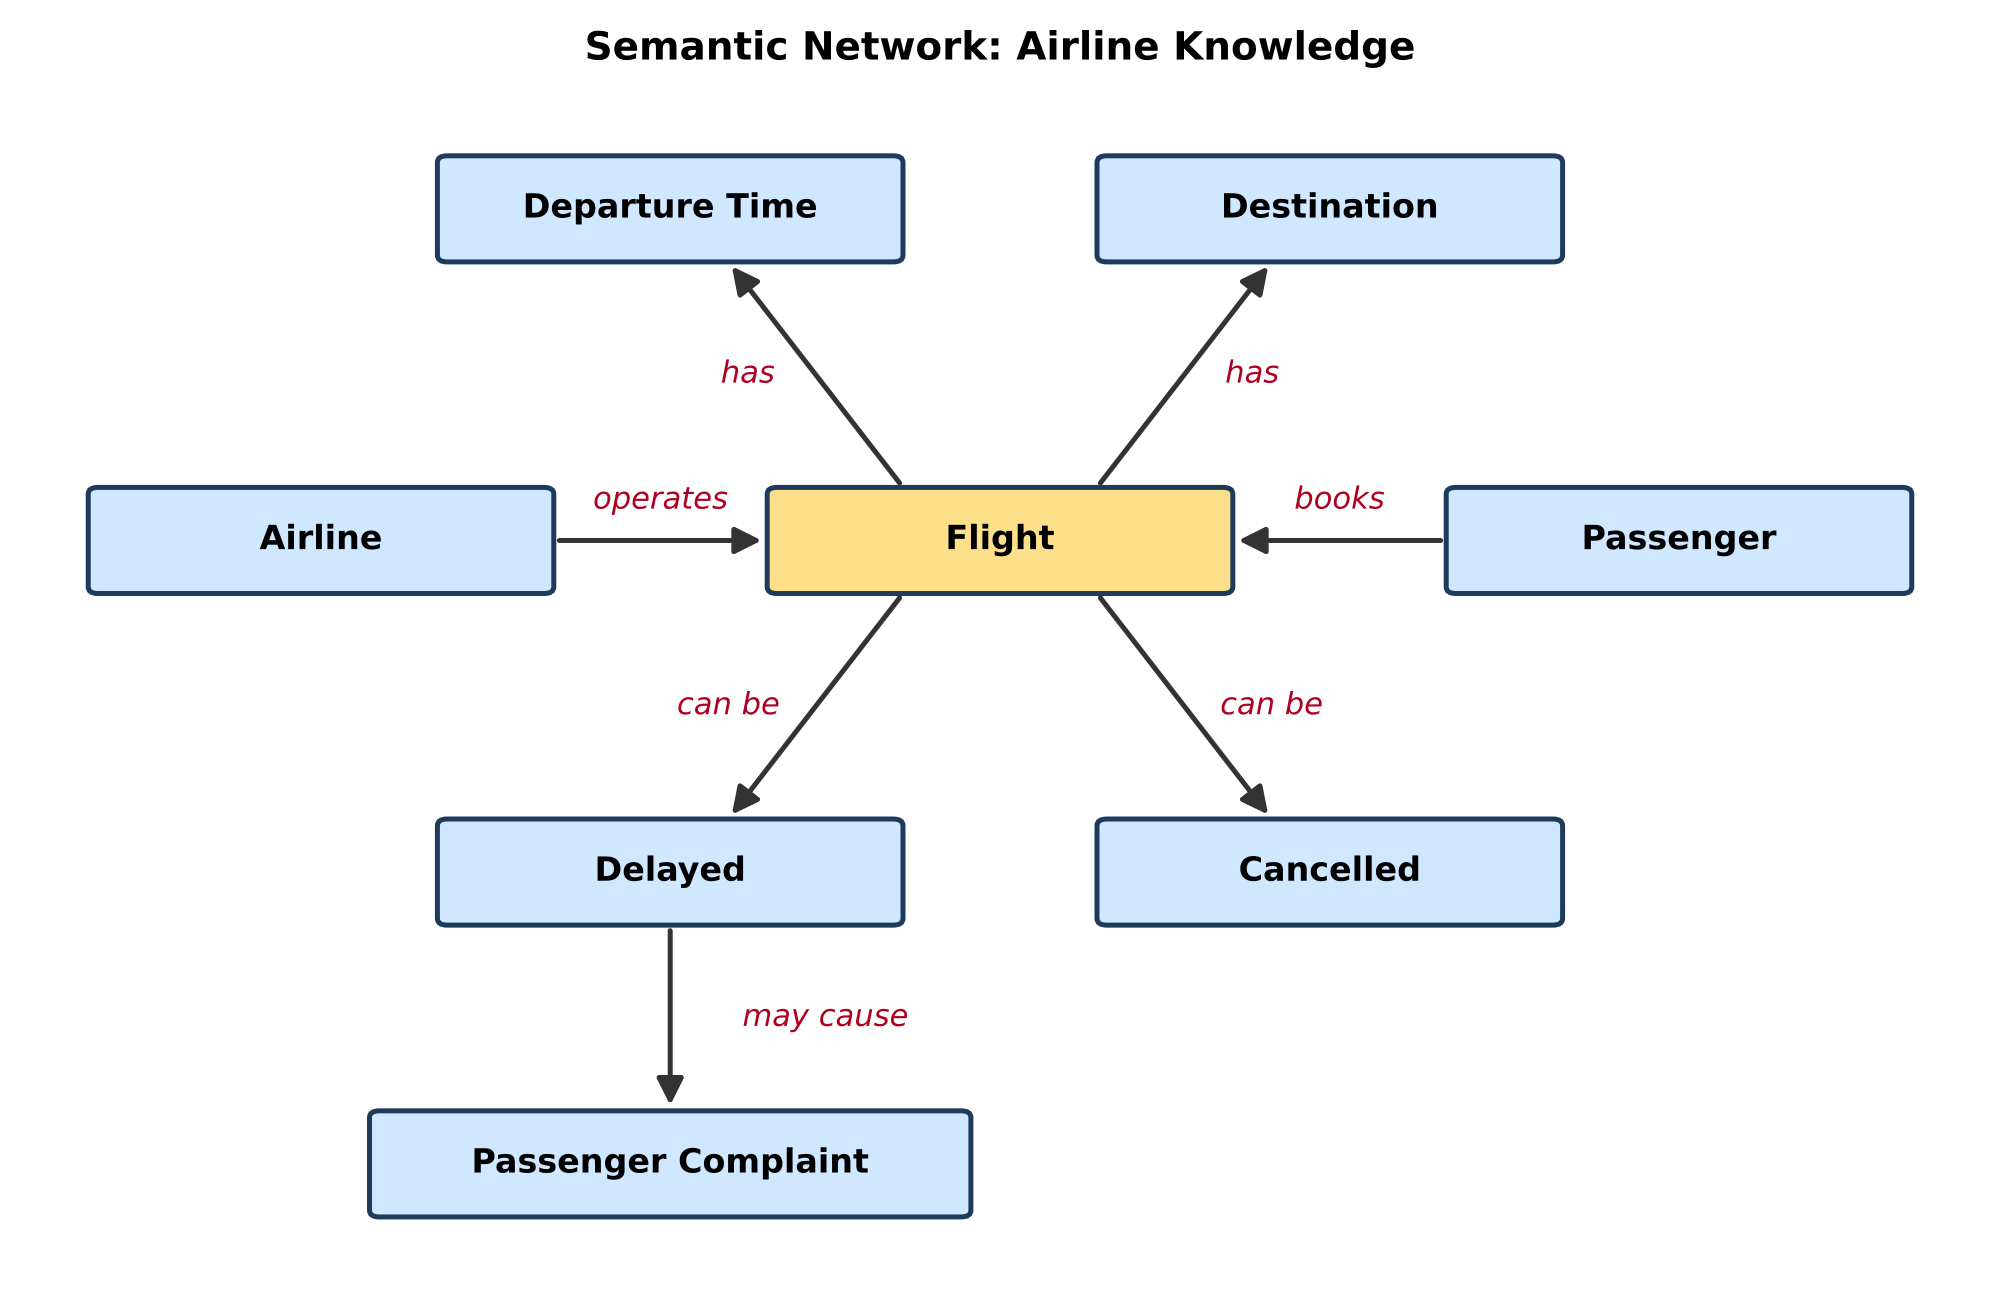 Semantic Network: Airline Knowledge
Departure Time
Destination
has
has
Airline
operates
Flight
books
Passenger
can be
can be
Delayed
Cancelled
may cause
Passenger Complaint